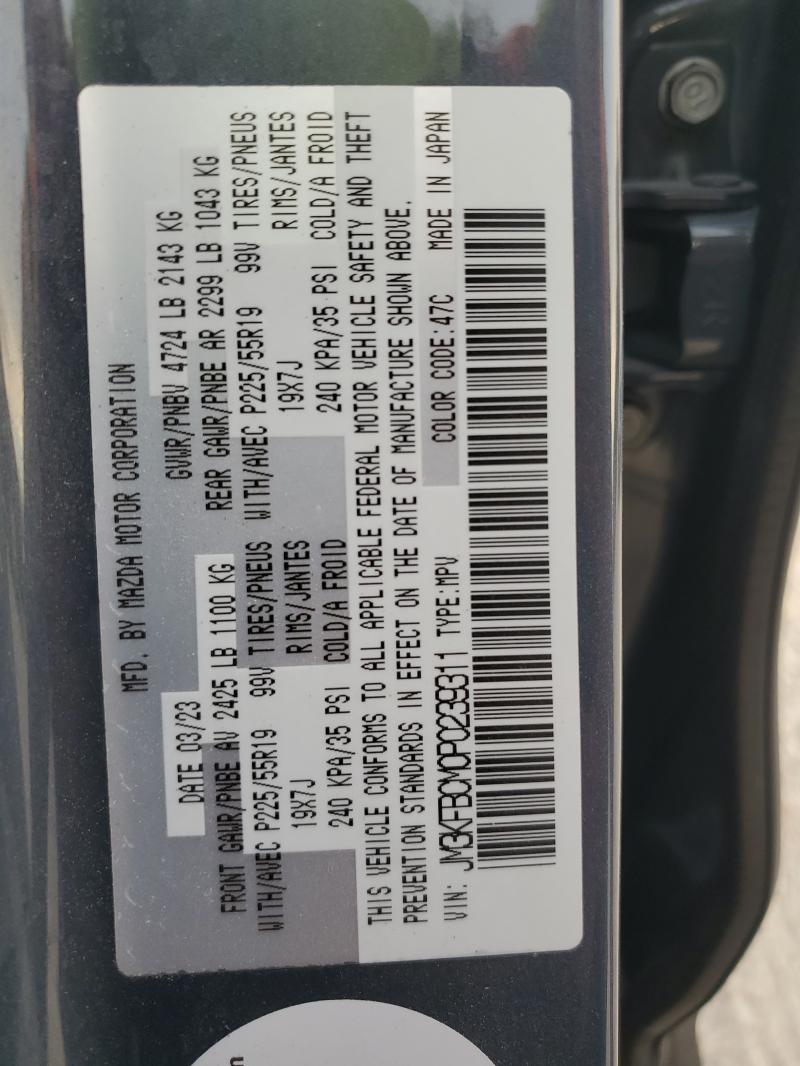 MFD. BY MAZDA MOTOR CORPORATION
DATE 03/23 GVWR/PNBV 4724 LB 2143 KG
FRONT GAWR/PNBE AV 2425 LB 1100 KG REAR GAWR/PNBE AR 2299 LB 1043 KG
WITH/AVEC P225/55R19 99V TIRES/PNEUS WITH/AVEC P225/55R19 99V TIRES/PNEUS
19X7J RIMS/JANTES 19X7J RIMS/JANTES
240 KPA/35 PSI COLD/A FROID 240 KPA/35 PSI COLD/A FROID
THIS VEHICLE CONFORMS TO ALL APPLICABLE FEDERAL MOTOR VEHICLE SAFETY AND THEFT
PREVENTION STANDARDS IN EFFECT ON THE DATE OF MANUFACTURE SHOWN ABOVE.
VIN: JM3KFBCM0P0239311 TYPE:MPV COLOR CODE:47C MADE IN JAPAN